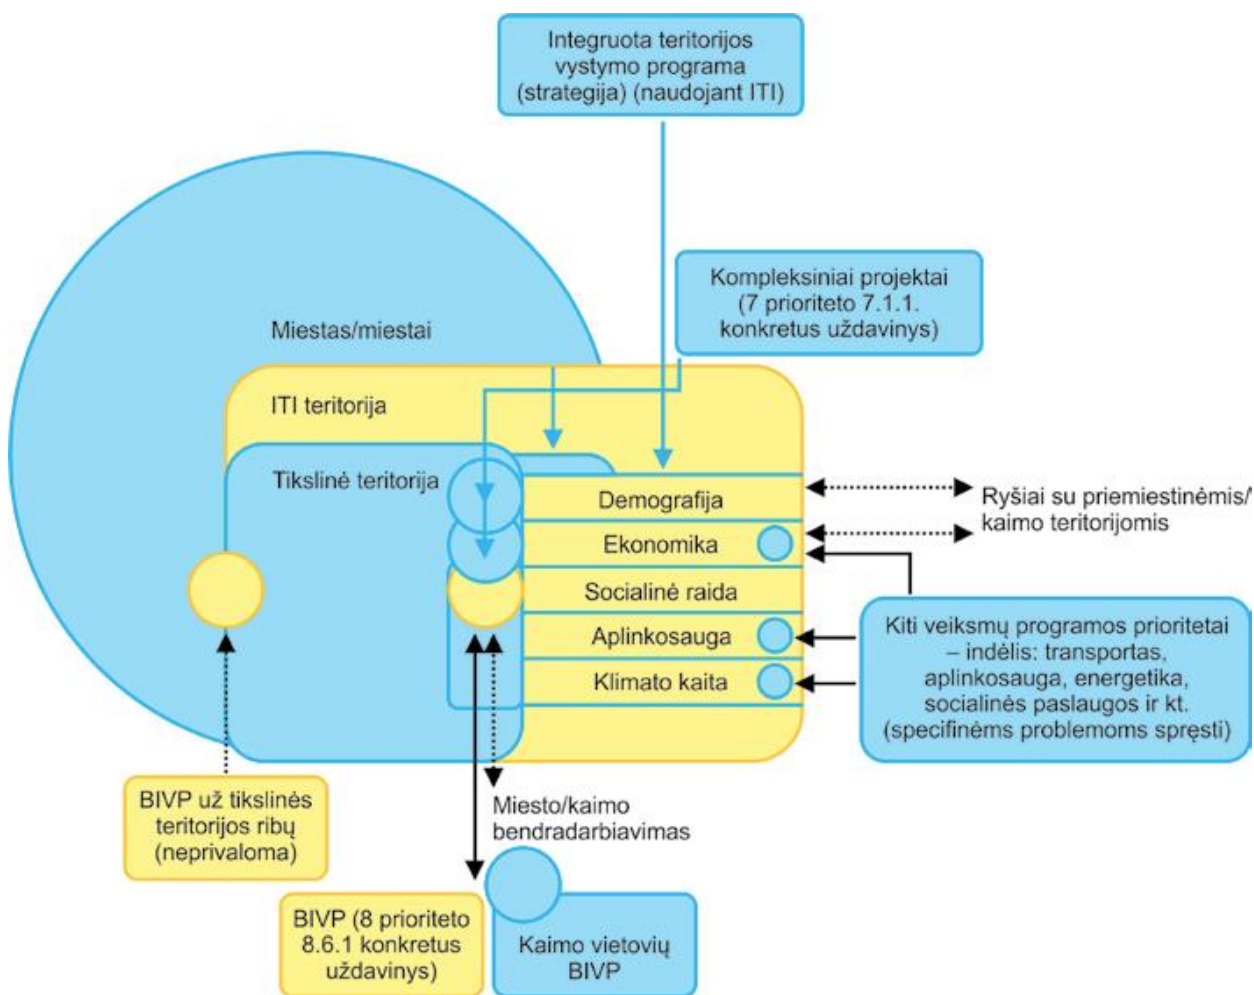 Integruota teritorijos
vystymo programa
(strategija) (naudojant ITI)
Kompleksiniai projektai
(7 prioriteto 7.1.1.
konkretus uždavinys)
Miestas/miestai
ITI teritorija
Tikslinė teritorija
Demografija
Ekonomika
Socialinė raida
Aplinkosauga
Klimato kaita
Ryšiai su priemiestinėmis/
kaimo teritorijomis
Kiti veiksmų programos prioritetai
– indėlis: transportas,
aplinkosauga, energetika,
socialinės paslaugos ir kt.
(specifinėms problemoms spręsti)
BIVP už tikslinės
teritorijos ribų
(neprivaloma)
Miesto/kaimo
bendradarbiavimas
BIVP (8 prioriteto
8.6.1 konkretus
uždavinys)
Kaimo vietovių
BIVP